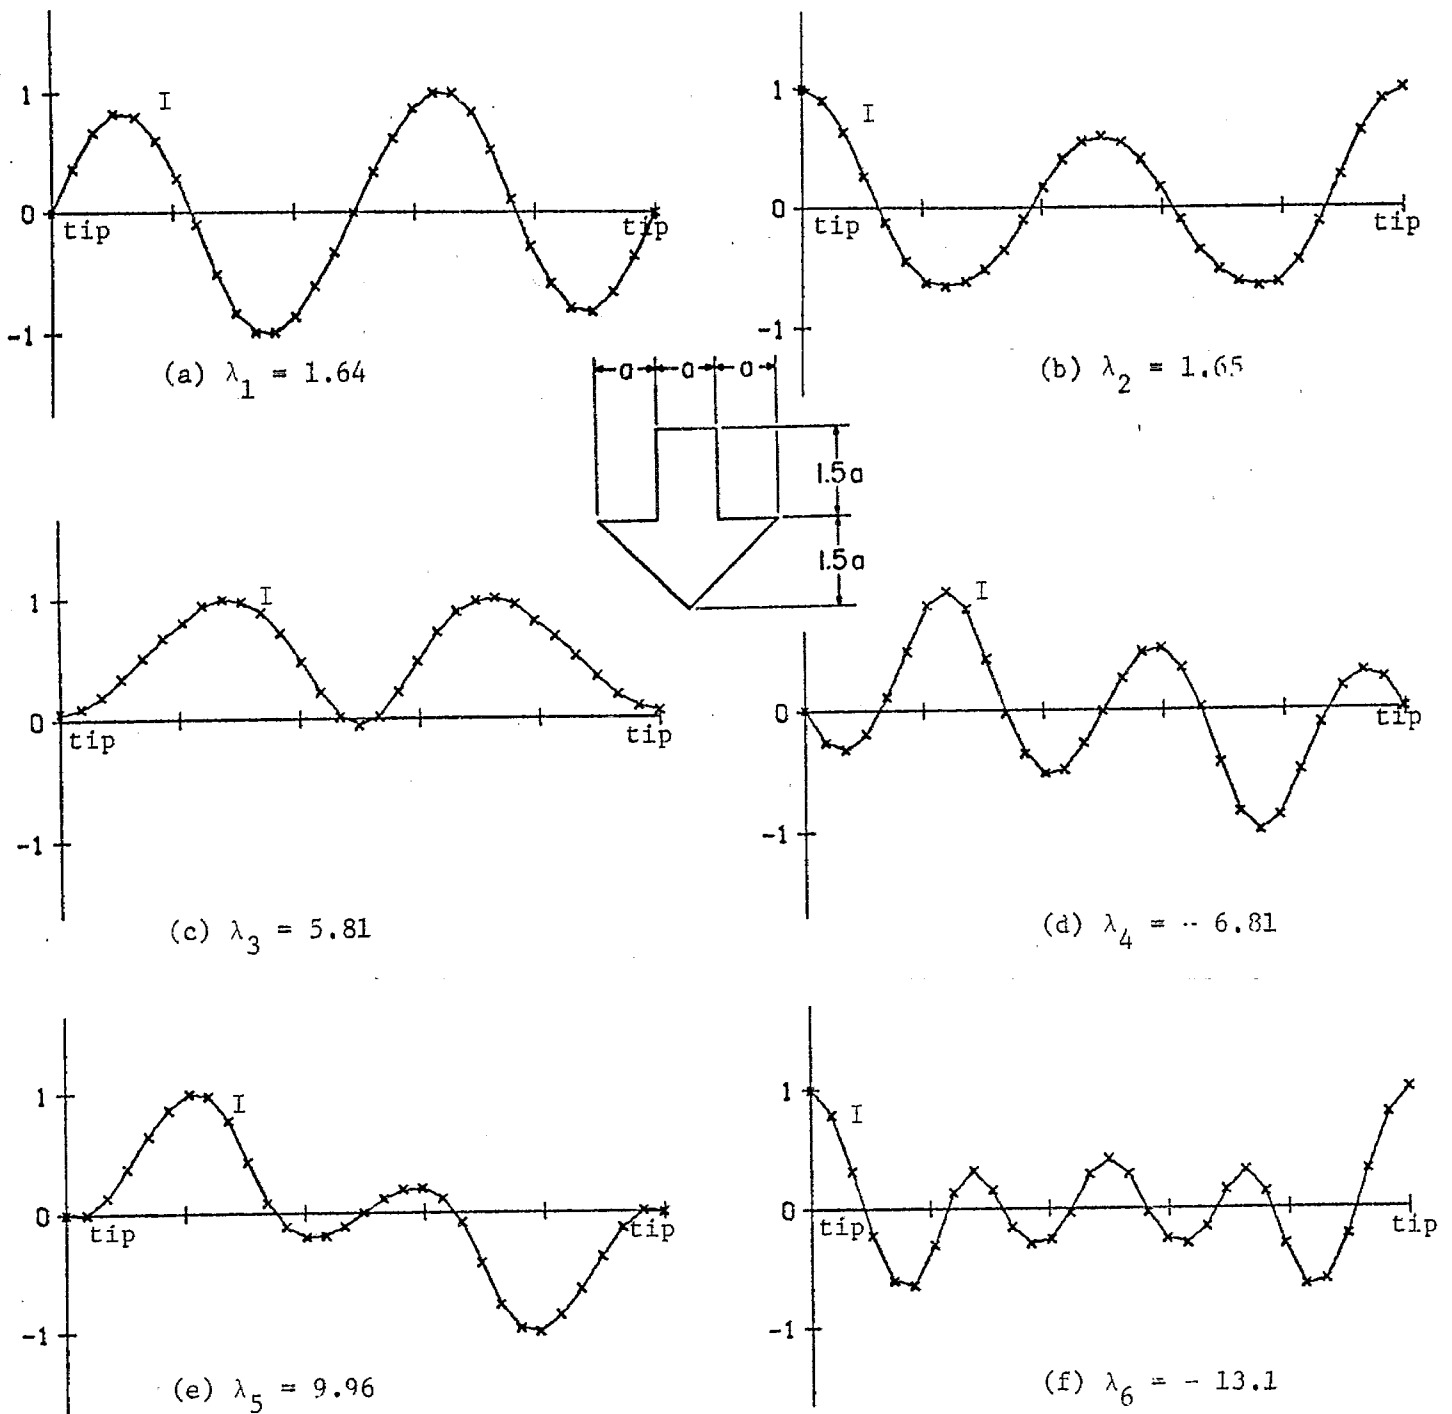 1
I
0
tip
tip
-1
(a) λ1 = 1.64
1
I
0
tip
tip
-1
(b) λ2 = 1.65
a a a
1.5a
1.5a
1
I
0
tip
tip
-1
(c) λ3 = 5.81
I
0
tip
-1
(d) λ4 = - 6.81
1
I
0
tip
tip
-1
(e) λ5 = 9.96
1
I
0
tip
tip
-1
(f) λ6 = - 13.1